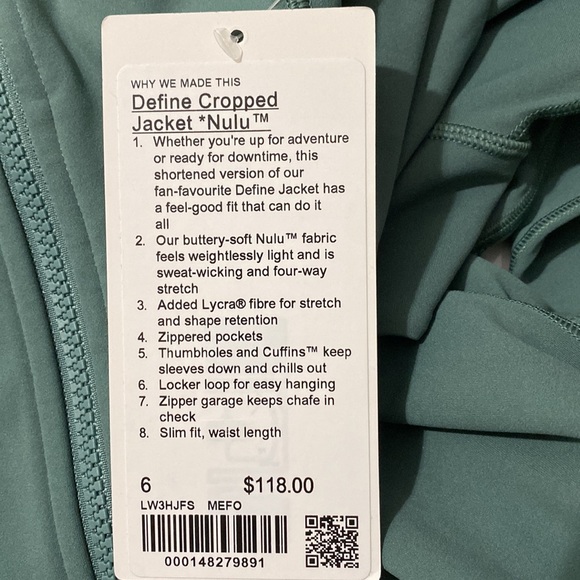 WHY WE MADE THIS
Define Cropped
Jacket *Nulu™
1. Whether you're up for adventure
or ready for downtime, this
shortened version of our
fan-favourite Define Jacket has
a feel-good fit that can do it
all
2. Our buttery-soft Nulu™ fabric
feels weightlessly light and is
sweat-wicking and four-way
stretch
3. Added Lycra® fibre for stretch
and shape retention
4. Zippered pockets
5. Thumbholes and Cuffins™ keep
sleeves down and chills out
6. Locker loop for easy hanging
7. Zipper garage keeps chafe in
check
8. Slim fit, waist length
6 $118.00
LW3HJFS MEFO
000148279891